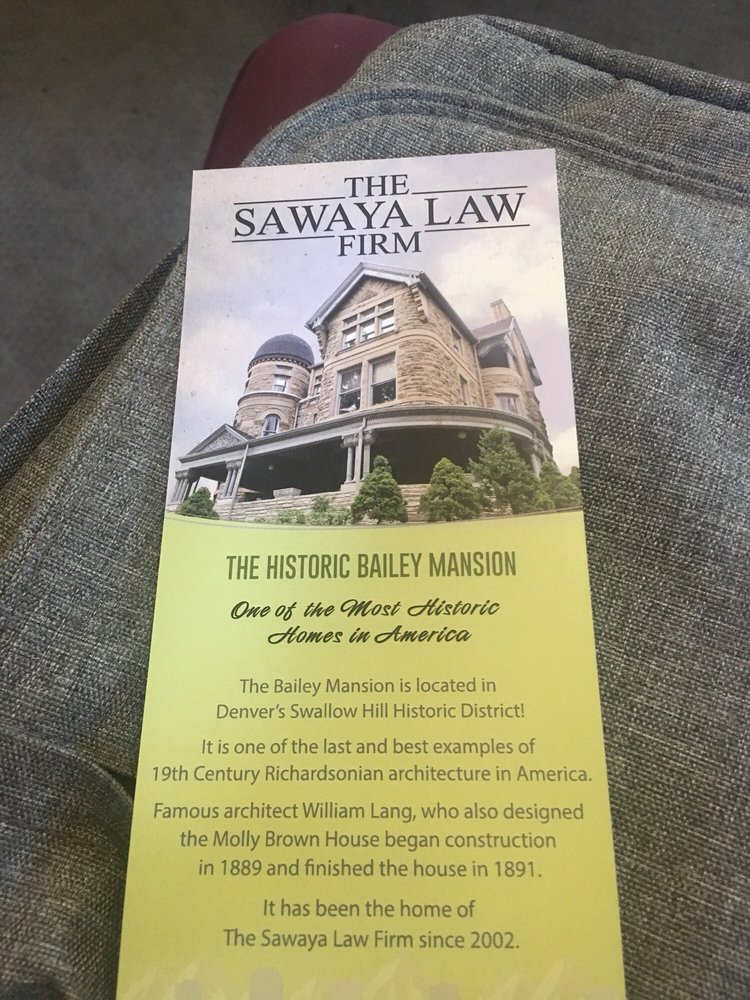 THE
SAWAYA LAW
FIRM
THE HISTORIC BAILEY MANSION
One of the Most Historic
Homes in America
The Bailey Mansion is located in
Denver's Swallow Hill Historic District!
It is one of the last and best examples of
19th Century Richardsonian architecture in America.
Famous architect William Lang, who also designed
the Molly Brown House began construction
in 1889 and finished the house in 1891.
It has been the home of
The Sawaya Law Firm since 2002.